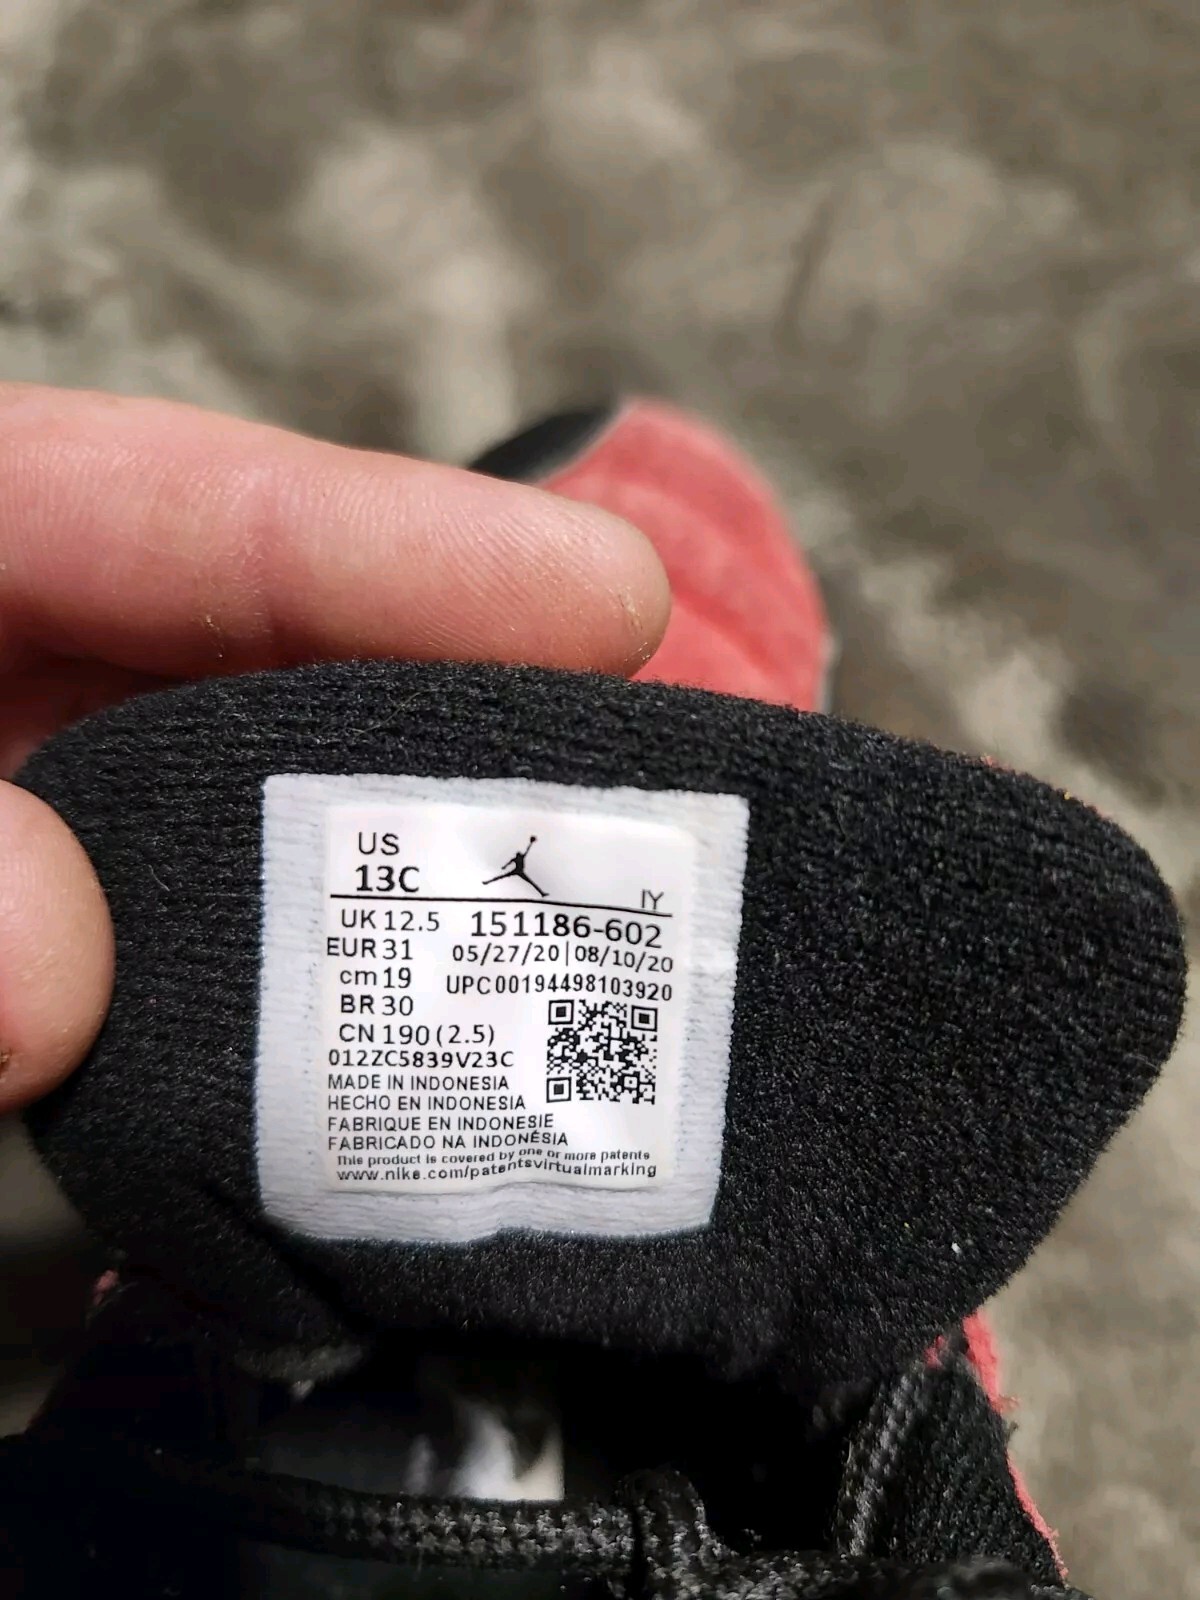 US
13C
IY
UK 12.5 151186-602
EUR 31 05/27/20|08/10/20
cm 19 UPC00194498103920
BR 30
CN 190 (2.5)
012ZC5839V23C
MADE IN INDONESIA
HECHO EN INDONESIA
FABRIQUE EN INDONESIE
FABRICADO NA INDONÉSIA
This product is covered by one or more patents
www.nike.com/patentsvirtualmarking